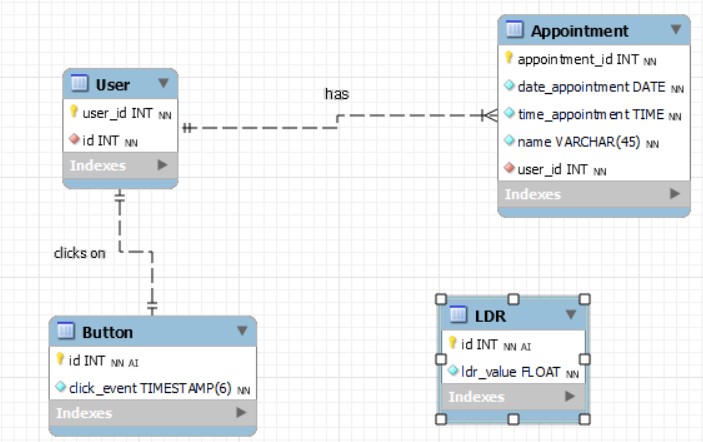 Appointment
appointment_id INT NN
date_appointment DATE NN
time_appointment TIME NN
name VARCHAR(45) NN
user_id INT NN
Indexes
User
user_id INT NN
id INT NN
Indexes
has
clicks on
Button
id INT NN AI
click_event TIMESTAMP(6) NN
Indexes
LDR
id INT NN AI
ldr_value FLOAT NN
Indexes